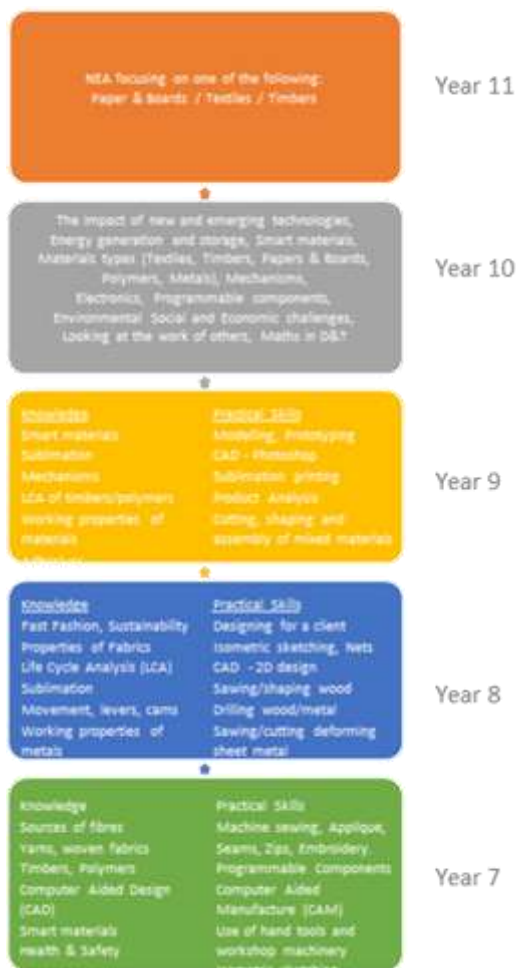 NEA focusing on one of the following:
Paper & Boards / Textiles / Timbers
Year 11
The impact of new and emerging technologies,
Energy generation and storage, Smart materials,
Materials types (Textiles, Timbers, Papers & Boards,
Polymers, Metals), Mechanisms,
Electronics, Programmable components,
Environmental Social and Economic challenges,
Looking at the work of others, Maths in D&T
Year 10
Knowledge
Smart materials
Sublimation
Mechanisms
LCA of timbers/polymers
Working properties of
materials
Practical Skills
Modelling, Prototyping
CAD - Photoshop
Sublimation printing
Product Analysis
Cutting, shaping and
assembly of mixed materials
Year 9
Knowledge
Fast Fashion, Sustainability
Properties of Fabrics
Life Cycle Analysis (LCA)
Sublimation
Movement, levers, cams
Working properties of
metals
Practical Skills
Designing for a client
Isometric sketching, Nets
CAD - 2D design
Sawing/shaping wood
Drilling wood/metal
Sawing/cutting deforming
sheet metal
Year 8
Knowledge
Sources of fibres
Yarns, woven fabrics
Timbers, Polymers
Computer Aided Design
(CAD)
Smart materials
Health & Safety
Practical Skills
Machine sewing, Applique,
Seams, Zips, Embroidery
Programmable Components
Computer Aided
Manufacture (CAM)
Use of hand tools and
workshop machinery
Year 7